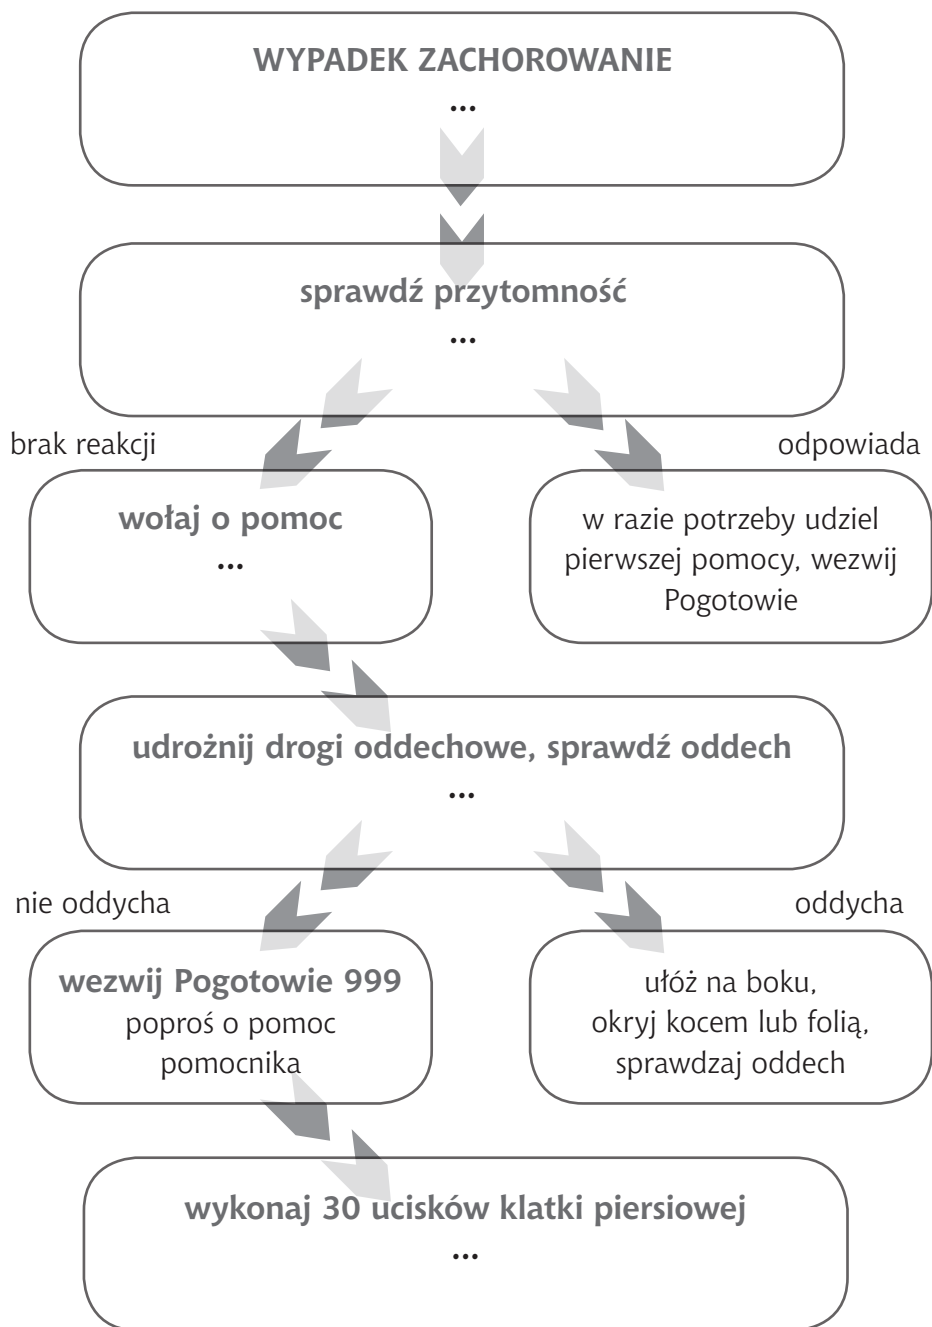 WYPADEK ZACHOROWANIE
...
sprawdź przytomność
...
brak reakcji
odpowiada
wołaj o pomoc
...
w razie potrzeby udziel
pierwszej pomocy, wezwij
Pogotowie
udrożnij drogi oddechowe, sprawdź oddech
...
nie oddycha
oddycha
wezwij Pogotowie 999
poproś o pomoc
pomocnika
ułóż na boku,
okryj kocem lub folią,
sprawdzaj oddech
wykonaj 30 ucisków klatki piersiowej
...